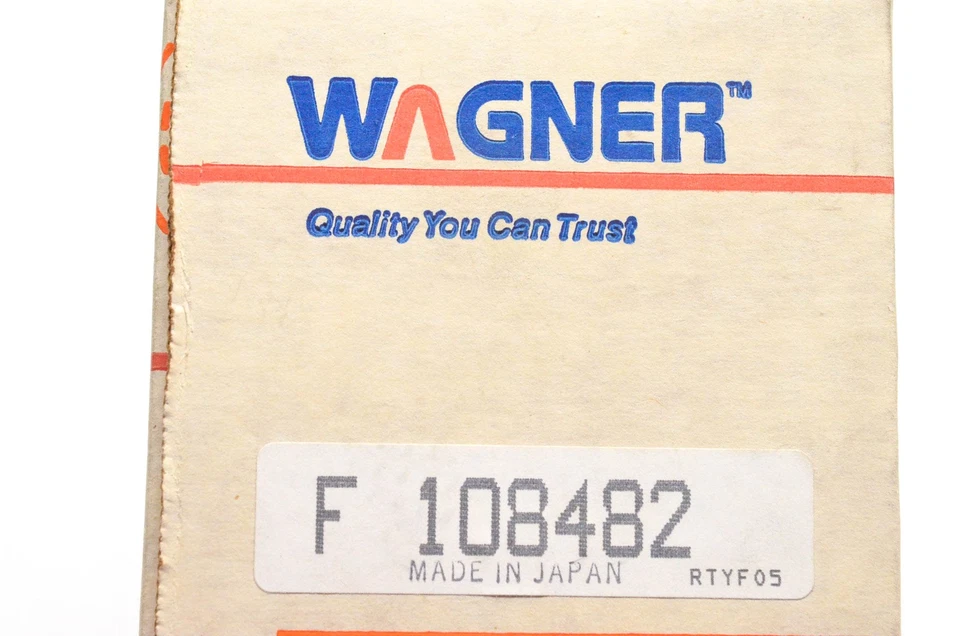 WAGNER™
Quality You Can Trust
F 108482
MADE IN JAPAN
RTYF05